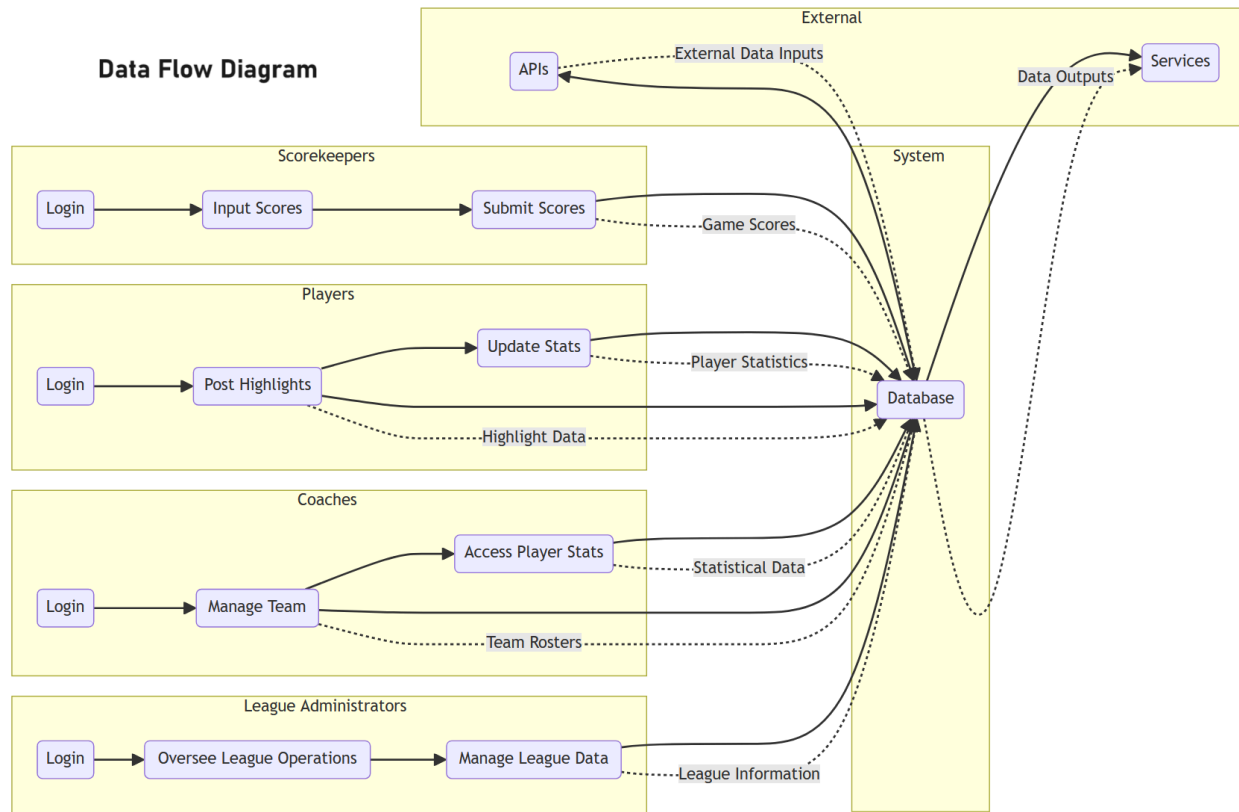 External
Data Flow Diagram
APIs
External Data Inputs
Data Outputs
Services
Scorekeepers
System
Login
Input Scores
Submit Scores
Game Scores
Players
Update Stats
Player Statistics
Login
Post Highlights
Database
Highlight Data
Coaches
Access Player Stats
Statistical Data
Login
Manage Team
Team Rosters
League Administrators
Login
Oversee League Operations
Manage League Data
League Information